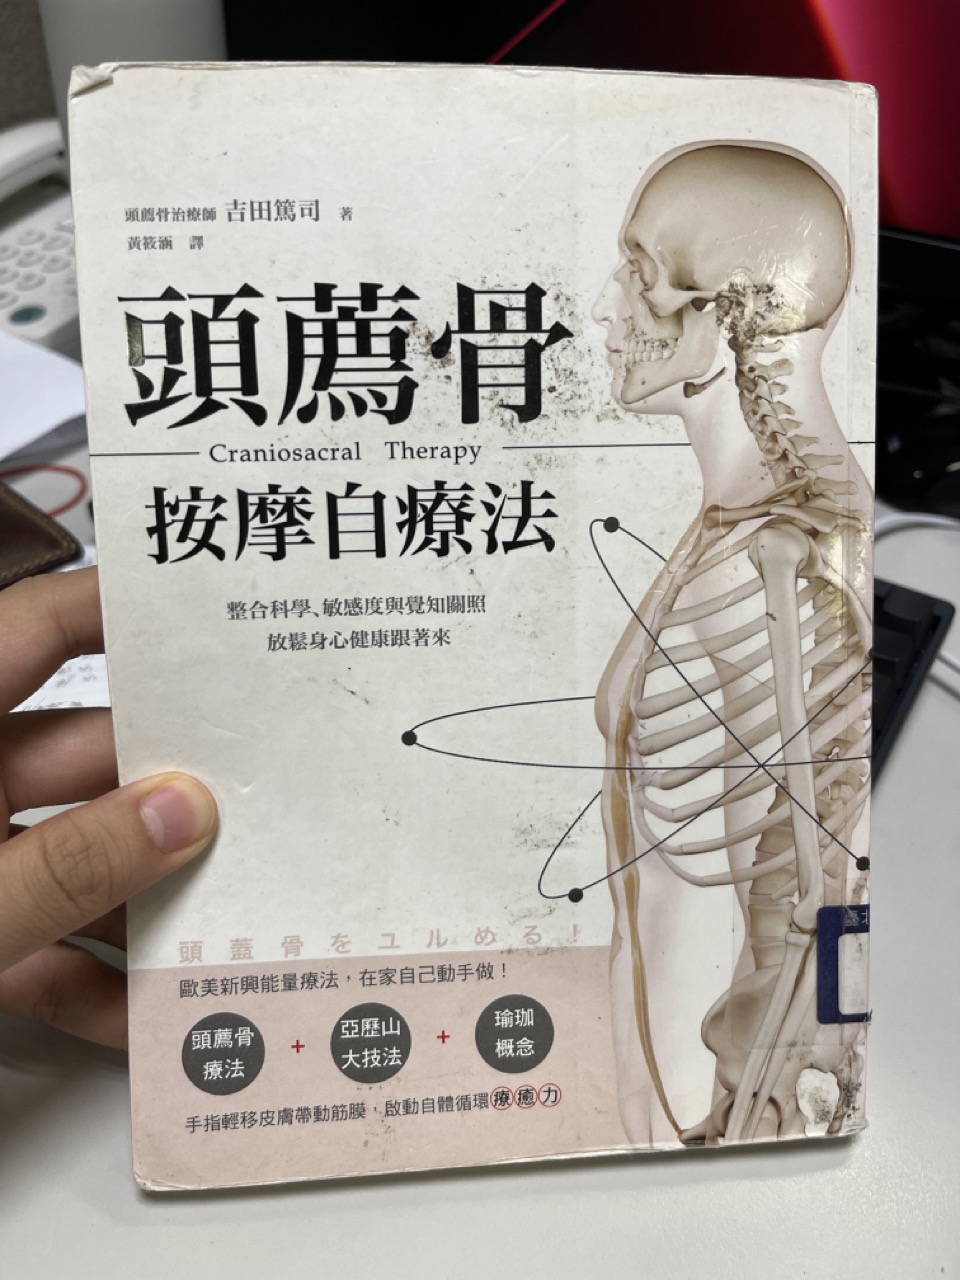 頭薦骨治療師 吉田篤司 著
黃筱涵 譯
頭薦骨
Craniosacral Therapy
按摩自療法
整合科學、敏感度與覺知關照
放鬆身心健康跟著來
頭蓋骨をユルめる!
歐美新興能量療法,在家自己動手做!
頭薦骨
療法
+
亞歷山
大技法
+
瑜珈
概念
手指輕移皮膚帶動筋膜,啟動自體循環療癒力